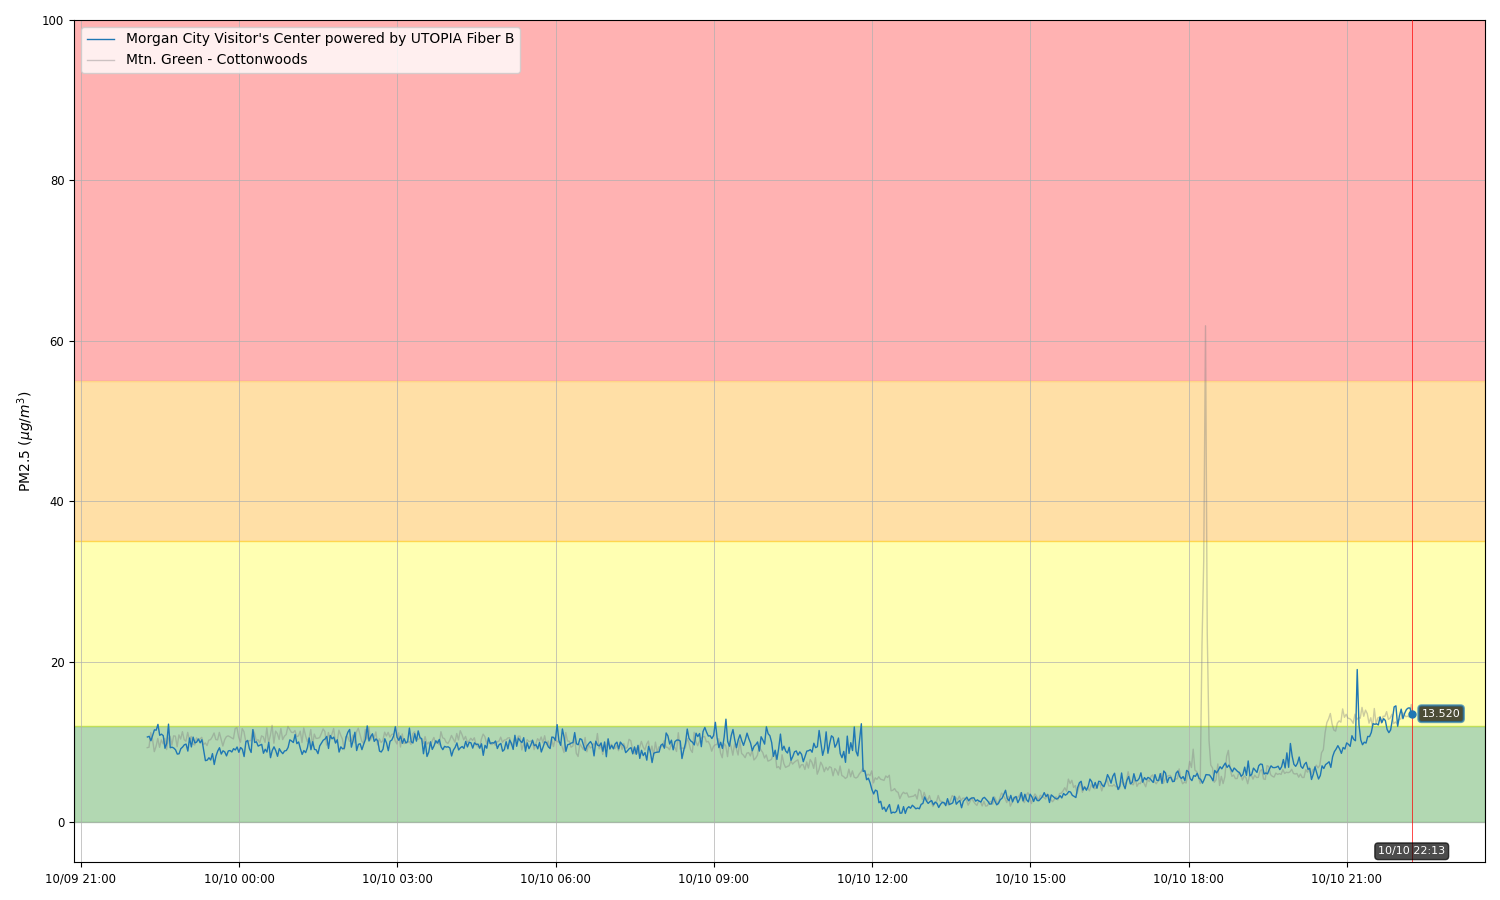 100
Morgan City Visitor's Center powered by UTOPIA Fiber B
Mtn. Green - Cottonwoods
80
60
PM2.5 (μg/m³)
40
20
13.520
0
10/10 22:13
10/09 21:00 10/10 00:00 10/10 03:00 10/10 06:00 10/10 09:00 10/10 12:00 10/10 15:00 10/10 18:00 10/10 21:00